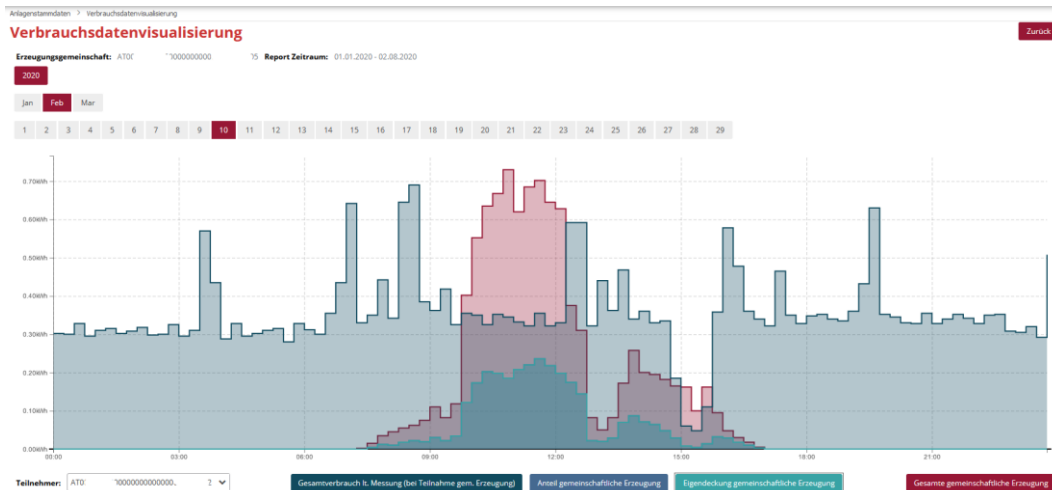 Anlagenstammdaten > Verbrauchsdatenvisualisierung
Verbrauchsdatenvisualisierung
Zurück
Erzeugungsgemeinschaft: Report Zeitraum: 01.01.2020 - 02.08.2020
2020
Jan Feb Mar
1 2 3 4 5 6 7 8 9 10 11 12 13 14 15 16 17 18 19 20 21 22 23 24 25 26 27 28 29
0.70kWh
0.60kWh
0.50kWh
0.40kWh
0.30kWh
0.20kWh
0.10kWh
0.00kWh
00:00 03:00 06:00 09:00 12:00 15:00 18:00 21:00
Teilnehmer: Gesamtverbrauch lt. Messung (bei Teilnahme gem. Erzeugung) Anteil gemeinschaftliche Erzeugung Eigendeckung gemeinschaftliche Erzeugung Gesamte gemeinschaftliche Erzeugung